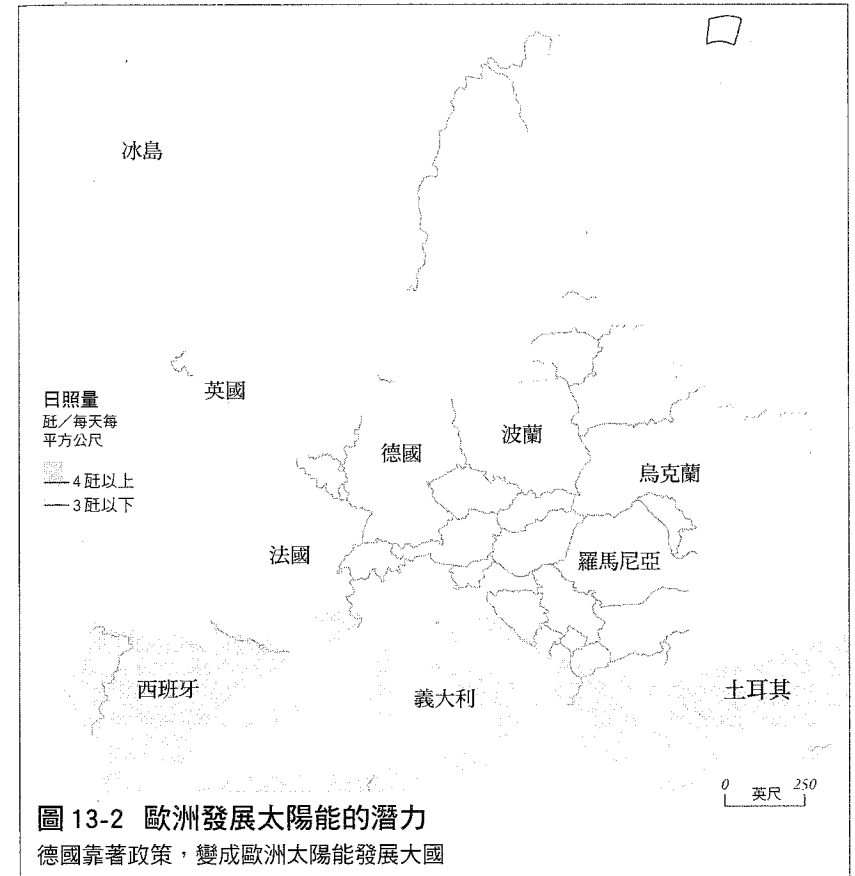 冰島
英國
日照量
瓩／每天每
平方公尺
4瓩以上
3瓩以下
德國
波蘭
烏克蘭
法國
羅馬尼亞
西班牙
義大利
土耳其
0 英尺 250
圖 13-2 歐洲發展太陽能的潛力
德國靠著政策，變成歐洲太陽能發展大國